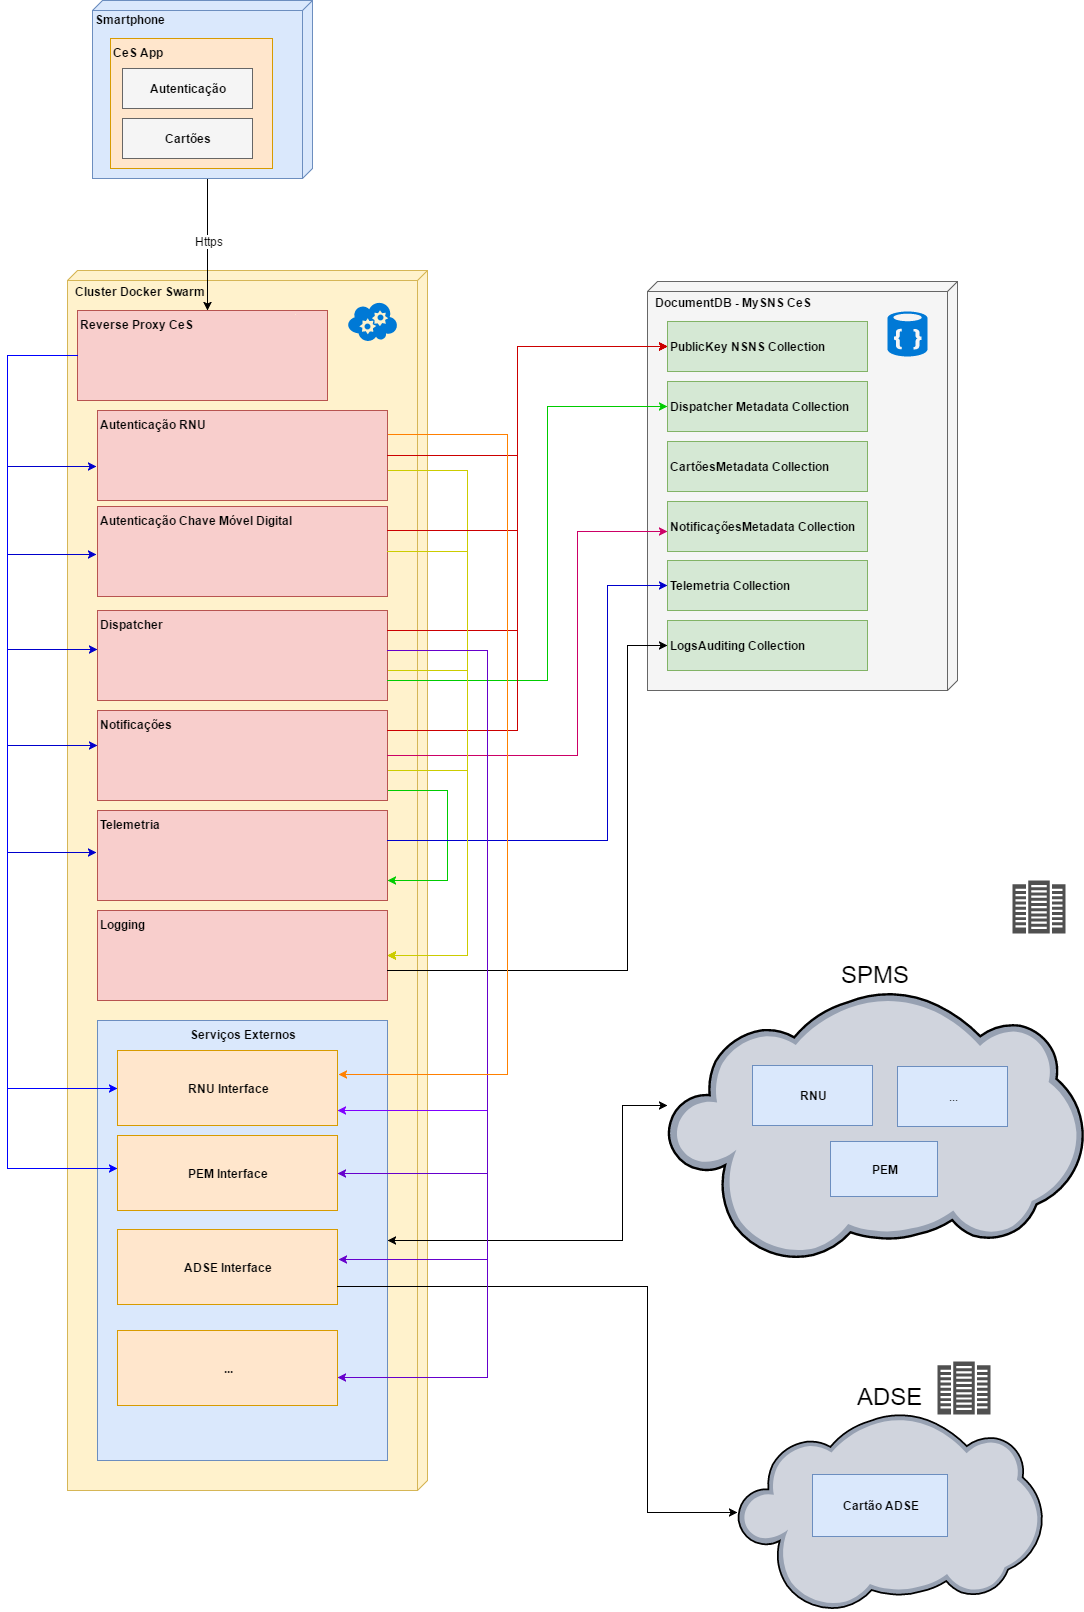 Smartphone
CeS App
Autenticação
Cartões
Https
Cluster Docker Swarm
Reverse Proxy CeS
Autenticação RNU
Autenticação Chave Móvel Digital
Dispatcher
Notificações
Telemetria
Logging
Serviços Externos
RNU Interface
PEM Interface
ADSE Interface
...
DocumentDB - MySNS CeS
PublicKey NSNS Collection
Dispatcher Metadata Collection
CartõesMetadata Collection
NotificaçõesMetadata Collection
Telemetria Collection
LogsAuditing Collection
SPMS
RNU
...
PEM
ADSE
Cartão ADSE